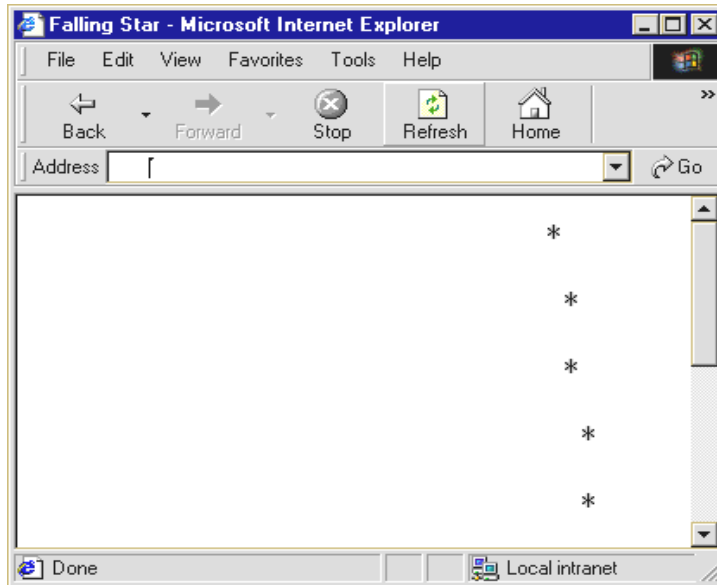 Falling Star - Microsoft Internet Explorer
File Edit View Favorites Tools Help
Back Forward Stop Refresh Home »
Address Go
*
*
*
*
*
Done Local intranet